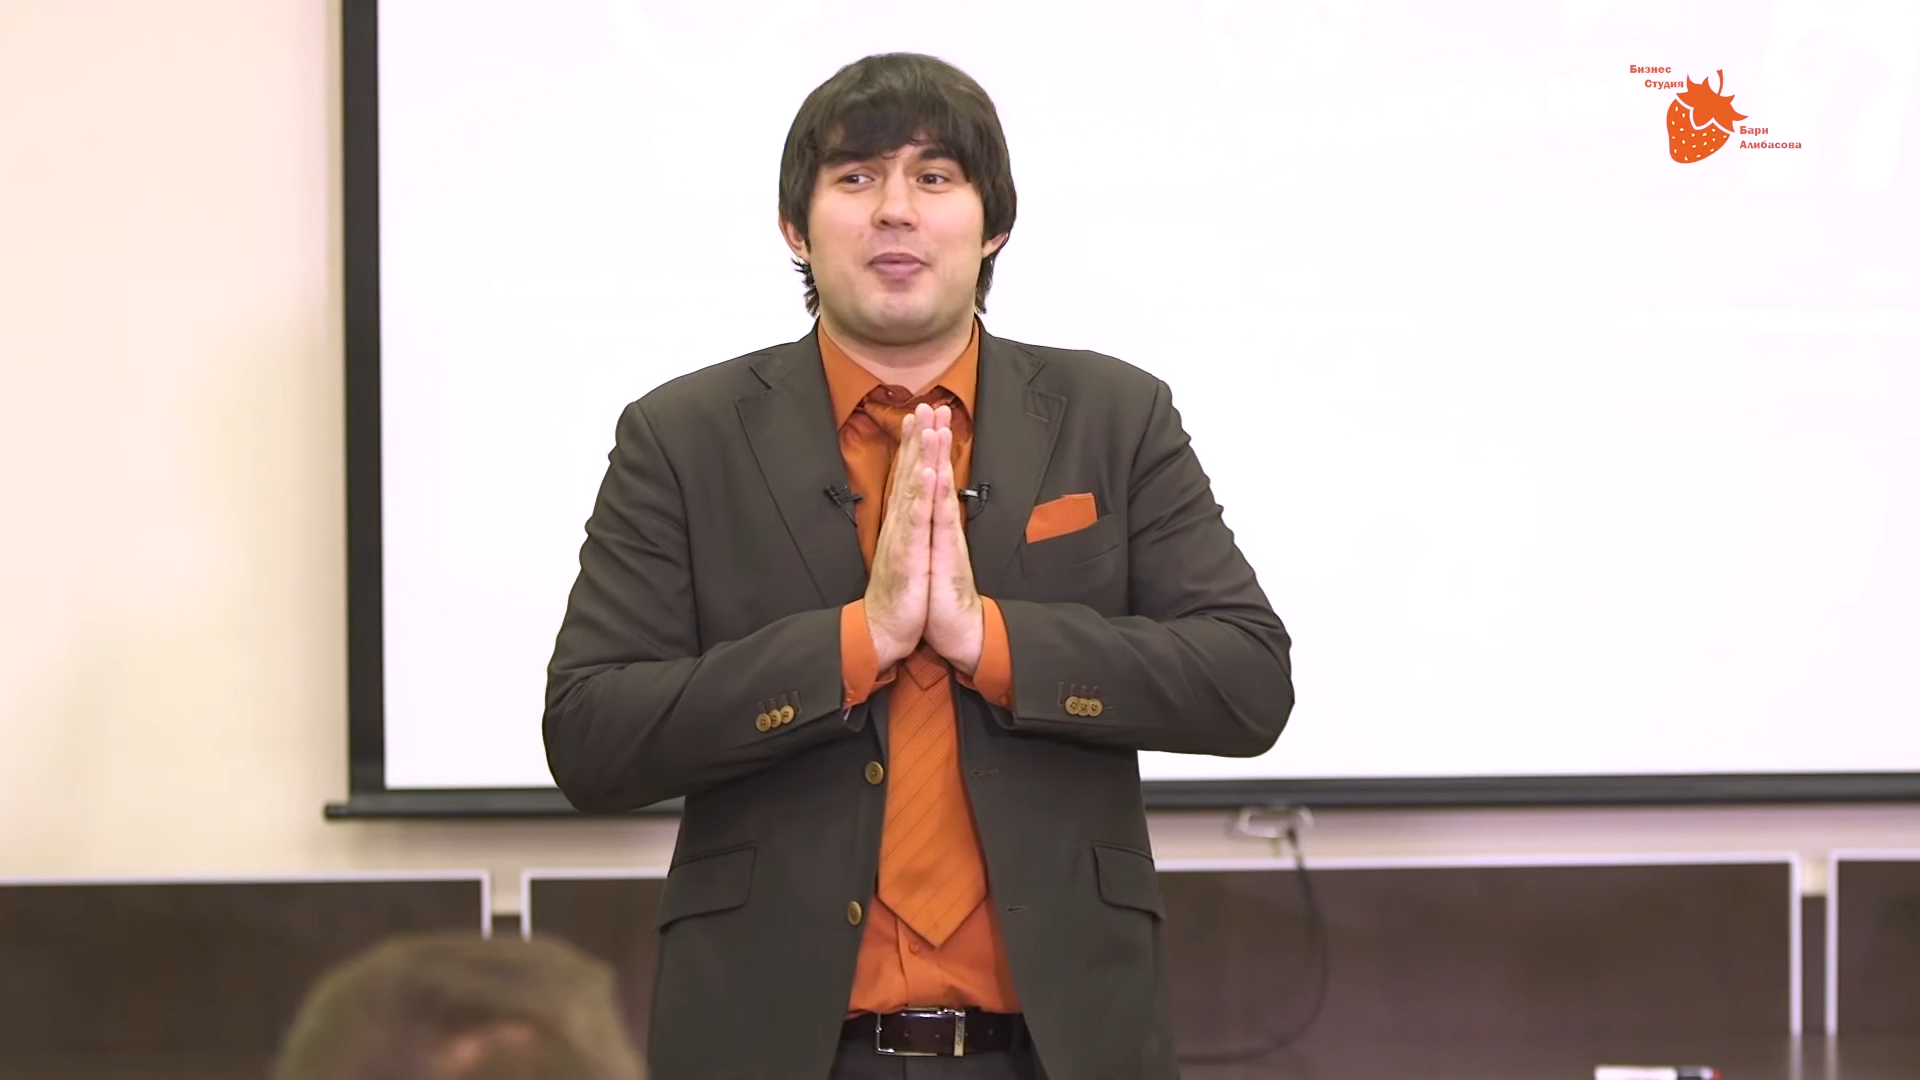 Бизнес
Студия
Бари
Алибасова